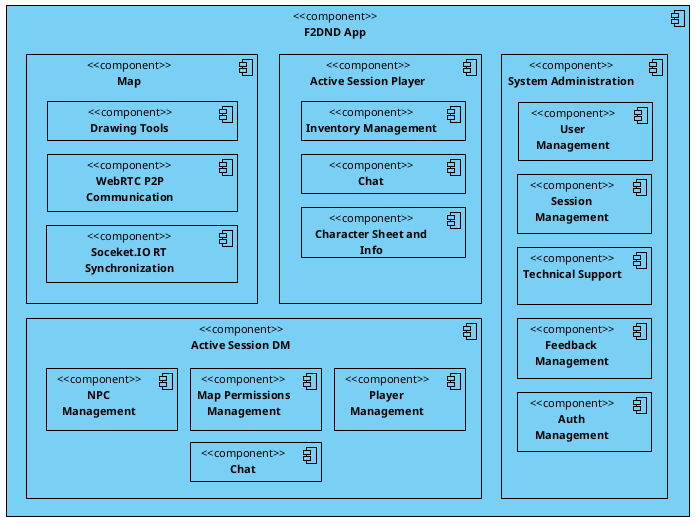 <<component>>
F2DND App
<<component>>
Map
<<component>>
Drawing Tools
<<component>>
WebRTC P2P
Communication
<<component>>
Soceket.IO RT
Synchronization
<<component>>
Active Session Player
<<component>>
Inventory Management
<<component>>
Chat
<<component>>
Character Sheet and
Info
<<component>>
System Administration
<<component>>
User
Management
<<component>>
Session
Management
<<component>>
Technical Support
<<component>>
Feedback
Management
<<component>>
Auth
Management
<<component>>
Active Session DM
<<component>>
NPC
Management
<<component>>
Map Permissions
Management
<<component>>
Player
Management
<<component>>
Chat